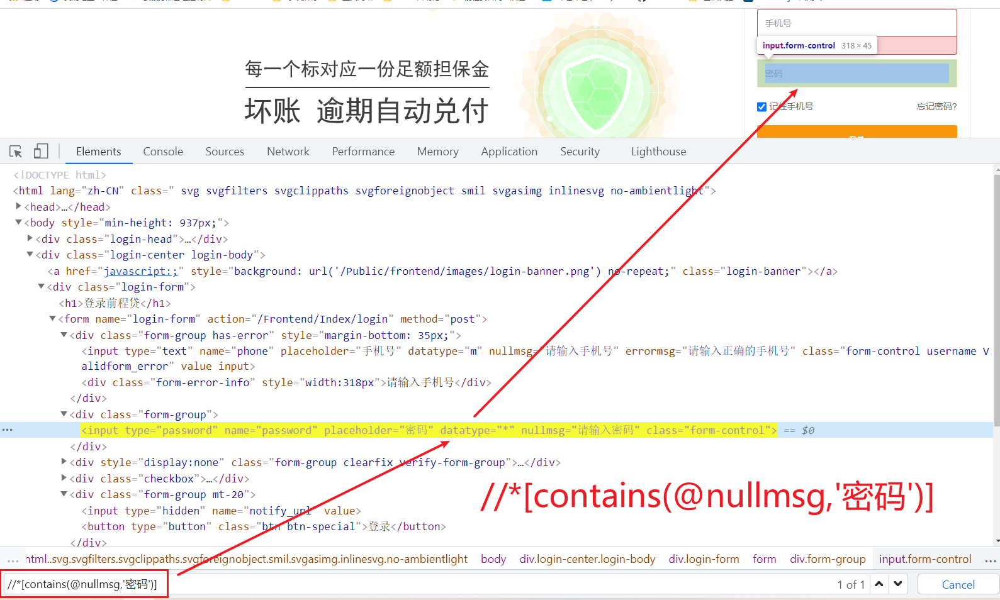 手机号
input.form-control 318 × 45
每一个标对应一份足额担保金
密码
坏账 逾期自动兑付
记住手机号 忘记密码?
Elements Console Sources Network Performance Memory Application Security Lighthouse
<!DOCTYPE html>
<html lang="zh-CN" class=" svg svgfilters svgclippaths svgforeignobject smil svgasimg inlinesvg no-ambientlight">
<head>…</head>
<body style="min-height: 937px;">
<div class="login-head">…</div>
<div class="login-center login-body">
<a href="javascript:;" style="background: url('/Public/frontend/images/login-banner.png') no-repeat;" class="login-banner"></a>
<div class="login-form">
<h1>登录前程贷</h1>
<form name="login-form" action="/Frontend/Index/login" method="post">
<div class="form-group has-error" style="margin-bottom: 35px;">
<input type="text" name="phone" placeholder="手机号" datatype="m" nullmsg="请输入手机号" errormsg="请输入正确的手机号" class="form-control username V
alidform_error" value input>
<div class="form-error-info" style="width:318px">请输入手机号</div>
</div>
<div class="form-group">
<input type="password" name="password" placeholder="密码" datatype="*" nullmsg="请输入密码" class="form-control"> == $0
</div>
<div style="display:none" class="form-group clearfix verify-form-group">…</div>
<div class="checkbox">…</div>
<div class="form-group mt-20">
//*[contains(@nullmsg,'密码')]
<input type="hidden" name="notify_url" value>
<button type="button" class="btn btn-special">登录</button>
</div>
… html..svg.svgfilters.svgclippaths.svgforeignobject.smil.svgasimg.inlinesvg.no-ambientlight body div.login-center.login-body div.login-form form div.form-group input.form-control …
//*[contains(@nullmsg,'密码')] 1 of 1 Cancel